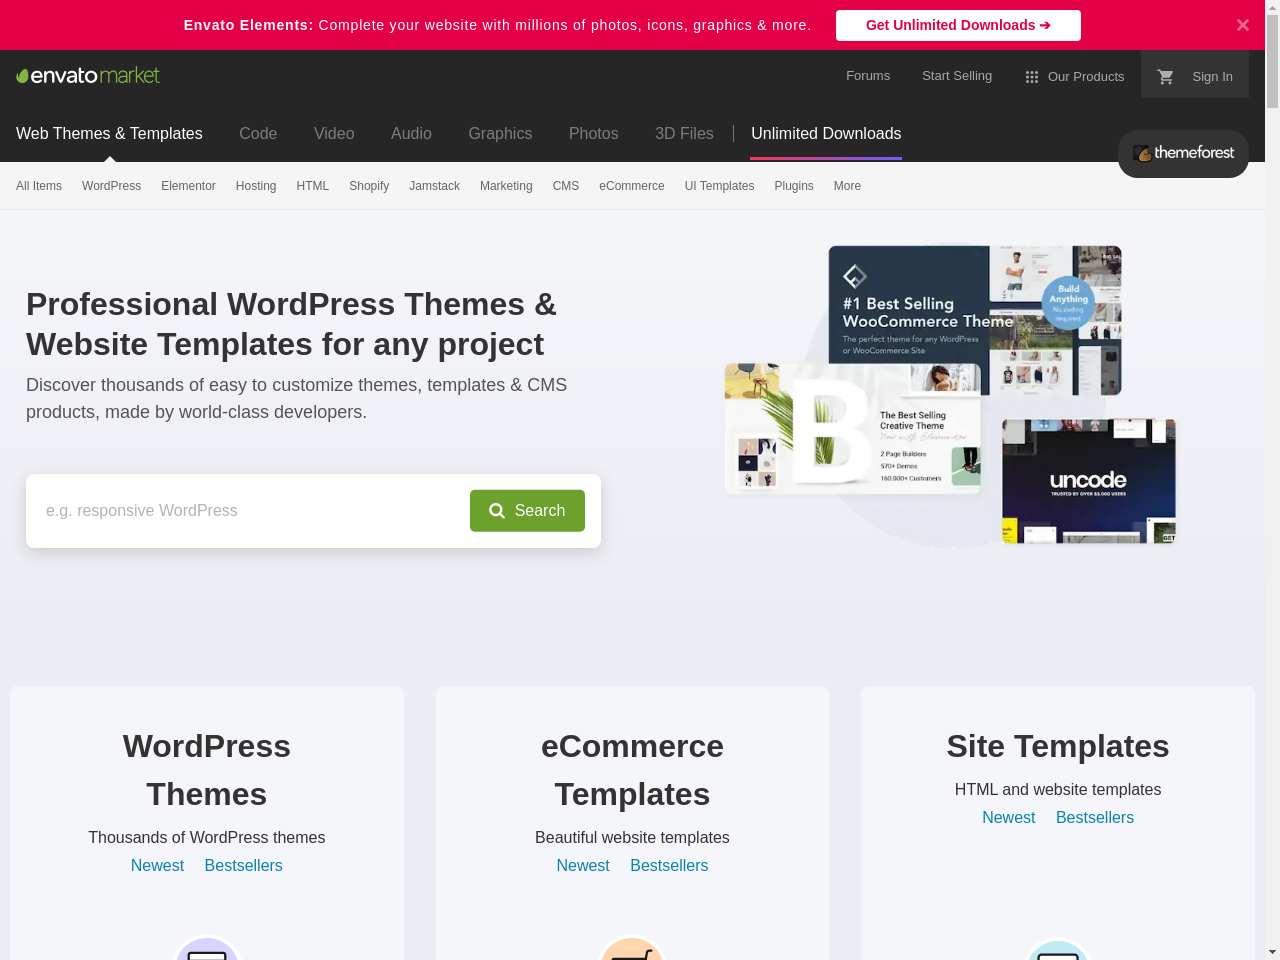 Envato Elements: Complete your website with millions of photos, icons, graphics & more. Get Unlimited Downloads ➔ ×
envato market Forums Start Selling Our Products Sign In
Web Themes & Templates Code Video Audio Graphics Photos 3D Files Unlimited Downloads
themeforest
All Items WordPress Elementor Hosting HTML Shopify Jamstack Marketing CMS eCommerce UI Templates Plugins More
Professional WordPress Themes &
Website Templates for any project
Discover thousands of easy to customize themes, templates & CMS
products, made by world-class developers.
e.g. responsive WordPress Search
#1 Best Selling
WooCommerce Theme
The perfect theme for any WordPress
or WooCommerce Site
Build
Anything
No coding
required
BIG SAL
B
The Best Selling
Creative Theme
Now with Elementor
2 Page Builders
570+ Demos
160,000+ Customers
uncode
TRUSTED BY OVER 83.000 USERS
GET
WordPress
Themes
Thousands of WordPress themes
Newest Bestsellers
eCommerce
Templates
Beautiful website templates
Newest Bestsellers
Site Templates
HTML and website templates
Newest Bestsellers